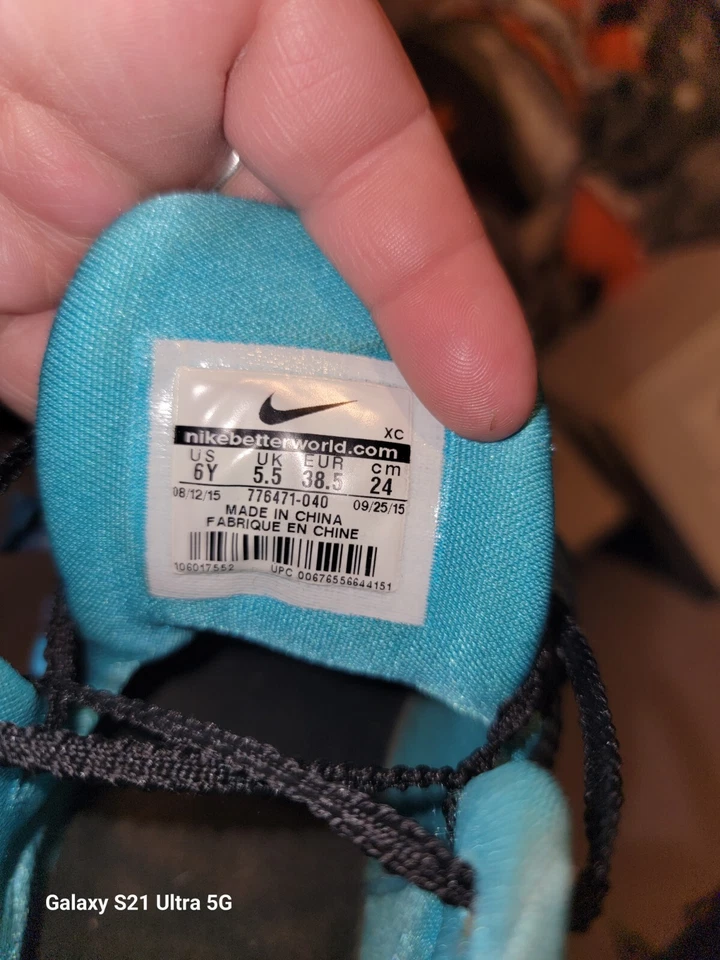 XC
nikebetterworld.com
US UK EUR cm
6Y 5.5 38.5 24
08/12/15 776471-040 09/25/15
MADE IN CHINA
FABRIQUE EN CHINE
106017552 UPC 00676556644151
Galaxy S21 Ultra 5G